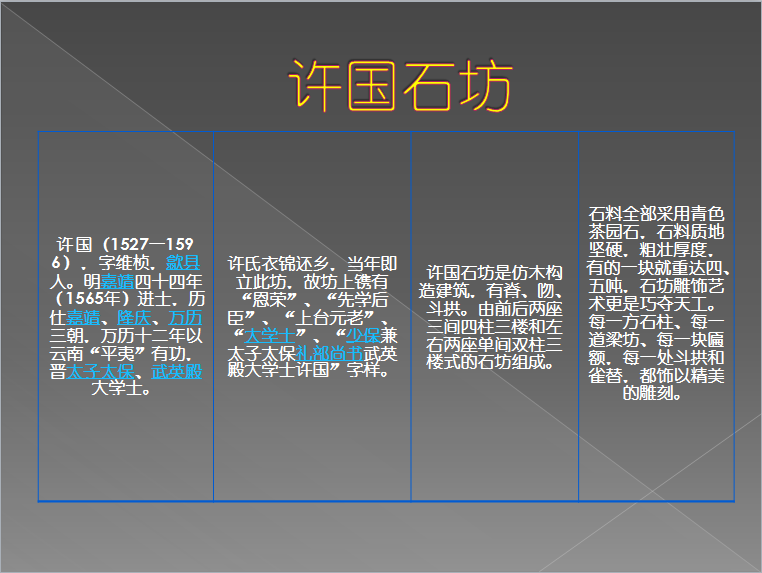 许国石坊
许国（1527—159
6），字维桢，歙县
人。明嘉靖四十四年
（1565年）进士，历
仕嘉靖、隆庆、万历
三朝，万历十二年以
云南“平夷”有功，
晋太子太保、武英殿
大学士。
许氏衣锦还乡，当年即
立此坊，故坊上镌有
“恩荣”、“先学后
臣”、“上台元老”、
“大学士”、“少保兼
太子太保礼部尚书武英
殿大学士许国”字样。
许国石坊是仿木构
造建筑，有脊、吻、
斗拱。由前后两座
三间四柱三楼和左
右两座单间双柱三
楼式的石坊组成。
石料全部采用青色
茶园石，石料质地
坚硬，粗壮厚度，
有的一块就重达四、
五吨，石坊雕饰艺
术更是巧夺天工。
每一方石柱、每一
道梁坊、每一块匾
额，每一处斗拱和
雀替，都饰以精美
的雕刻。